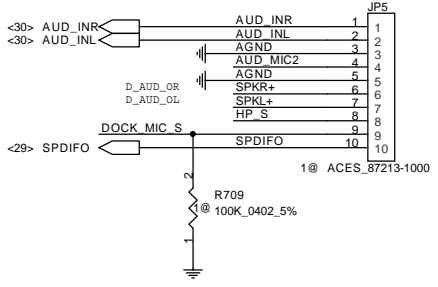 JP5
<30> AUD_INR AUD_INR 1 1
<30> AUD_INL AUD_INL 2 2
AGND 3 3
AUD_MIC2 4 4
AGND 5 5
D_AUD_OR SPKR+ 6 6
D_AUD_OL SPKL+ 7 7
HP_S 8 8
DOCK_MIC_S 9 9
<29> SPDIFO SPDIFO 10 10
1@ ACES_87213-1000
2
R709
1@ 100K_0402_5%
1